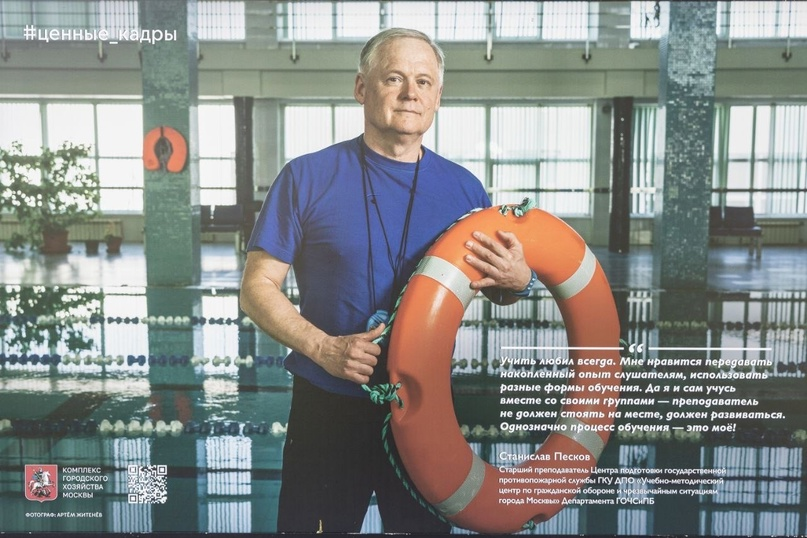 #ценные_кадры
“
Учить любил всегда. Мне нравится передавать
накопленный опыт слушателям, использовать
разные формы обучения. Да я и сам учусь
вместе со своими группами — преподаватель
не должен стоять на месте, должен развиваться.
Однозначно процесс обучения — это моё!
Станислав Песков
Старший преподаватель Центра подготовки государственной
противопожарной службы ГКУ ДПО «Учебно-методический
центр по гражданской обороне и чрезвычайным ситуациям
города Москвы» Департамента ГОЧСиПБ
КОМПЛЕКС
ГОРОДСКОГО
ХОЗЯЙСТВА
МОСКВЫ
ФОТОГРАФ: АРТЁМ ЖИТЕНЁВ